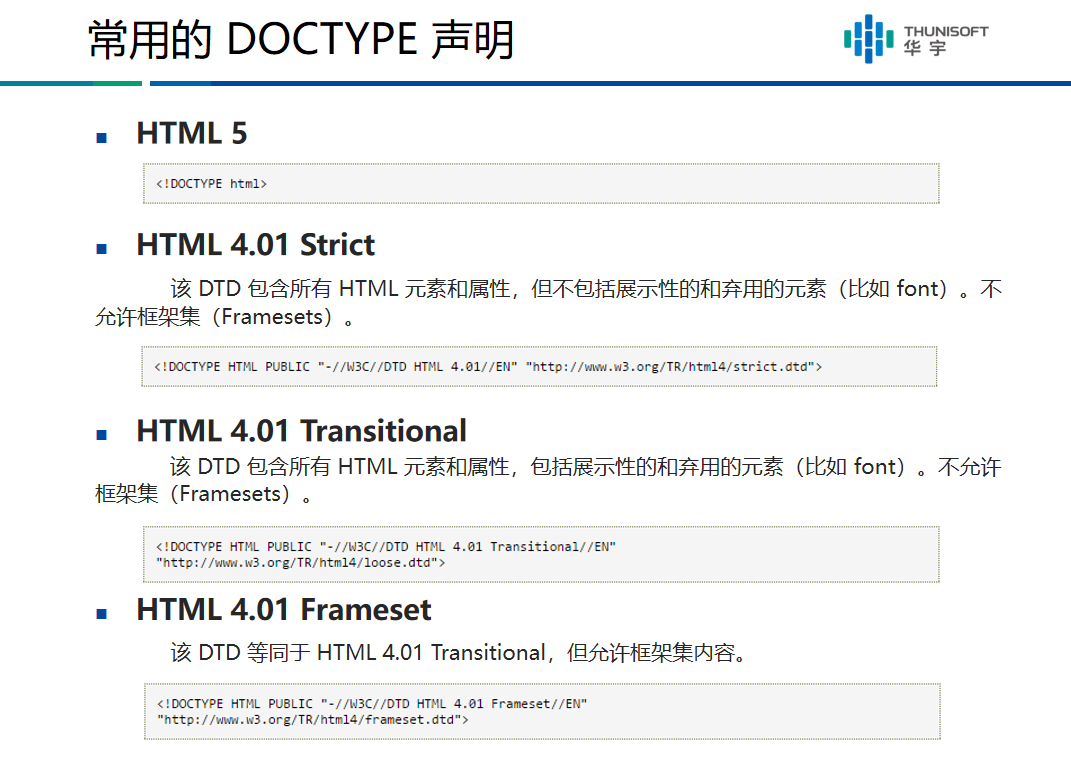 常用的 DOCTYPE 声明
THUNISOFT
华宇
HTML 5
<!DOCTYPE html>
HTML 4.01 Strict
该 DTD 包含所有 HTML 元素和属性，但不包括展示性的和弃用的元素（比如 font）。不
允许框架集（Framesets）。
<!DOCTYPE HTML PUBLIC "-//W3C//DTD HTML 4.01//EN" "http://www.w3.org/TR/html4/strict.dtd">
HTML 4.01 Transitional
该 DTD 包含所有 HTML 元素和属性，包括展示性的和弃用的元素（比如 font）。不允许
框架集（Framesets）。
<!DOCTYPE HTML PUBLIC "-//W3C//DTD HTML 4.01 Transitional//EN"
"http://www.w3.org/TR/html4/loose.dtd">
HTML 4.01 Frameset
该 DTD 等同于 HTML 4.01 Transitional，但允许框架集内容。
<!DOCTYPE HTML PUBLIC "-//W3C//DTD HTML 4.01 Frameset//EN"
"http://www.w3.org/TR/html4/frameset.dtd">